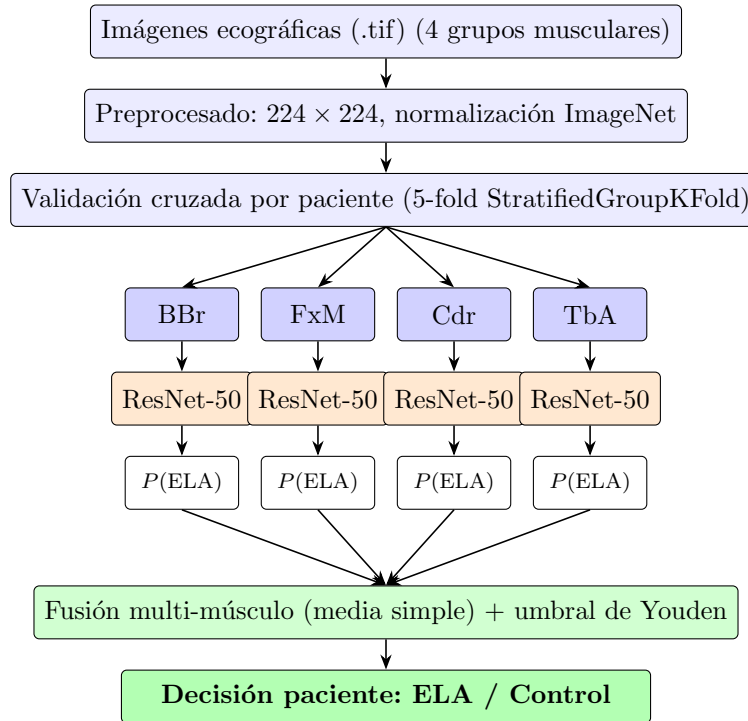 Imágenes ecográficas (.tif) (4 grupos musculares)
Preprocesado: 224 × 224, normalización ImageNet
Validación cruzada por paciente (5-fold StratifiedGroupKFold)
BBr FxM Cdr TbA
ResNet-50 ResNet-50 ResNet-50 ResNet-50
P(ELA) P(ELA) P(ELA) P(ELA)
Fusión multi-músculo (media simple) + umbral de Youden
Decisión paciente: ELA / Control